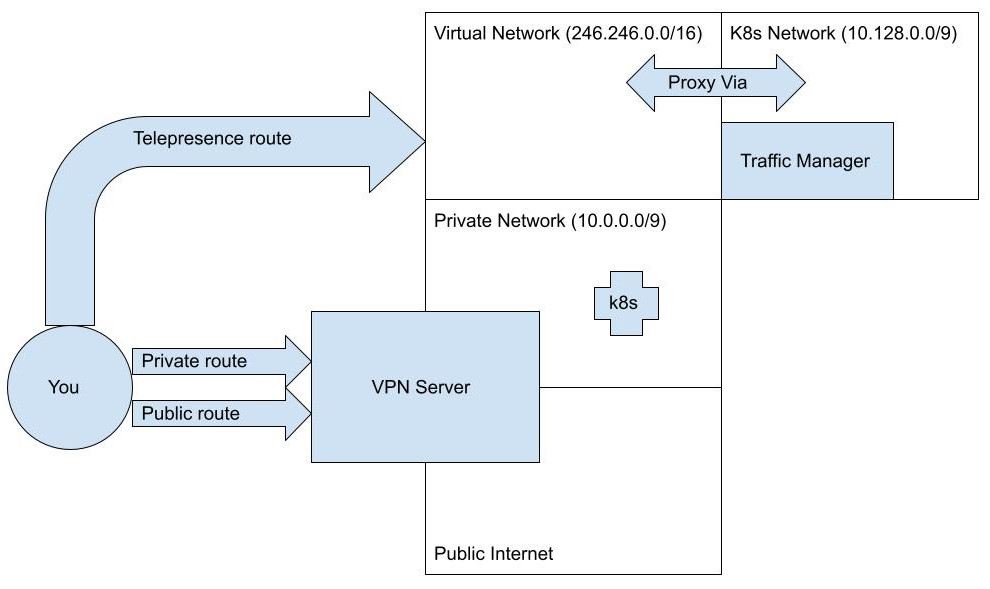 Virtual Network (246.246.0.0/16)
K8s Network (10.128.0.0/9)
Proxy Via
Telepresence route
Traffic Manager
Private Network (10.0.0.0/9)
k8s
Private route
You
VPN Server
Public route
Public Internet